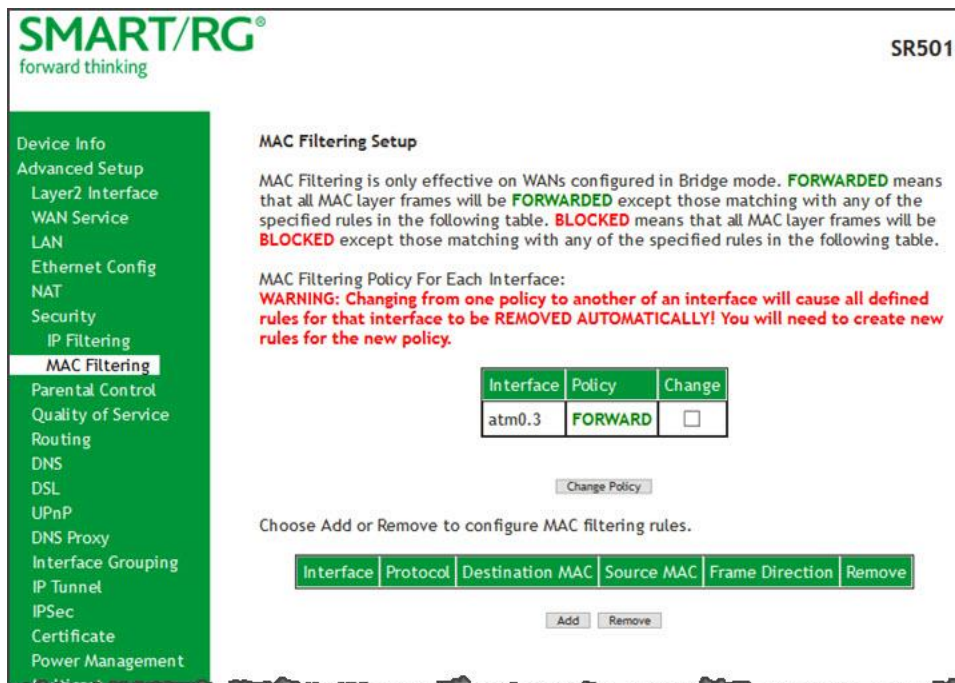 SMART/RG®
forward thinking
SR501
Device Info
Advanced Setup
Layer2 Interface
WAN Service
LAN
Ethernet Config
NAT
Security
IP Filtering
MAC Filtering
Parental Control
Quality of Service
Routing
DNS
DSL
UPnP
DNS Proxy
Interface Grouping
IP Tunnel
IPSec
Certificate
Power Management
MAC Filtering Setup
MAC Filtering is only effective on WANs configured in Bridge mode. FORWARDED means
that all MAC layer frames will be FORWARDED except those matching with any of the
specified rules in the following table. BLOCKED means that all MAC layer frames will be
BLOCKED except those matching with any of the specified rules in the following table.
MAC Filtering Policy For Each Interface:
WARNING: Changing from one policy to another of an interface will cause all defined
rules for that interface to be REMOVED AUTOMATICALLY! You will need to create new
rules for the new policy.
Interface Policy Change
atm0.3 FORWARD
Change Policy
Choose Add or Remove to configure MAC filtering rules.
Interface Protocol Destination MAC Source MAC Frame Direction Remove
Add Remove